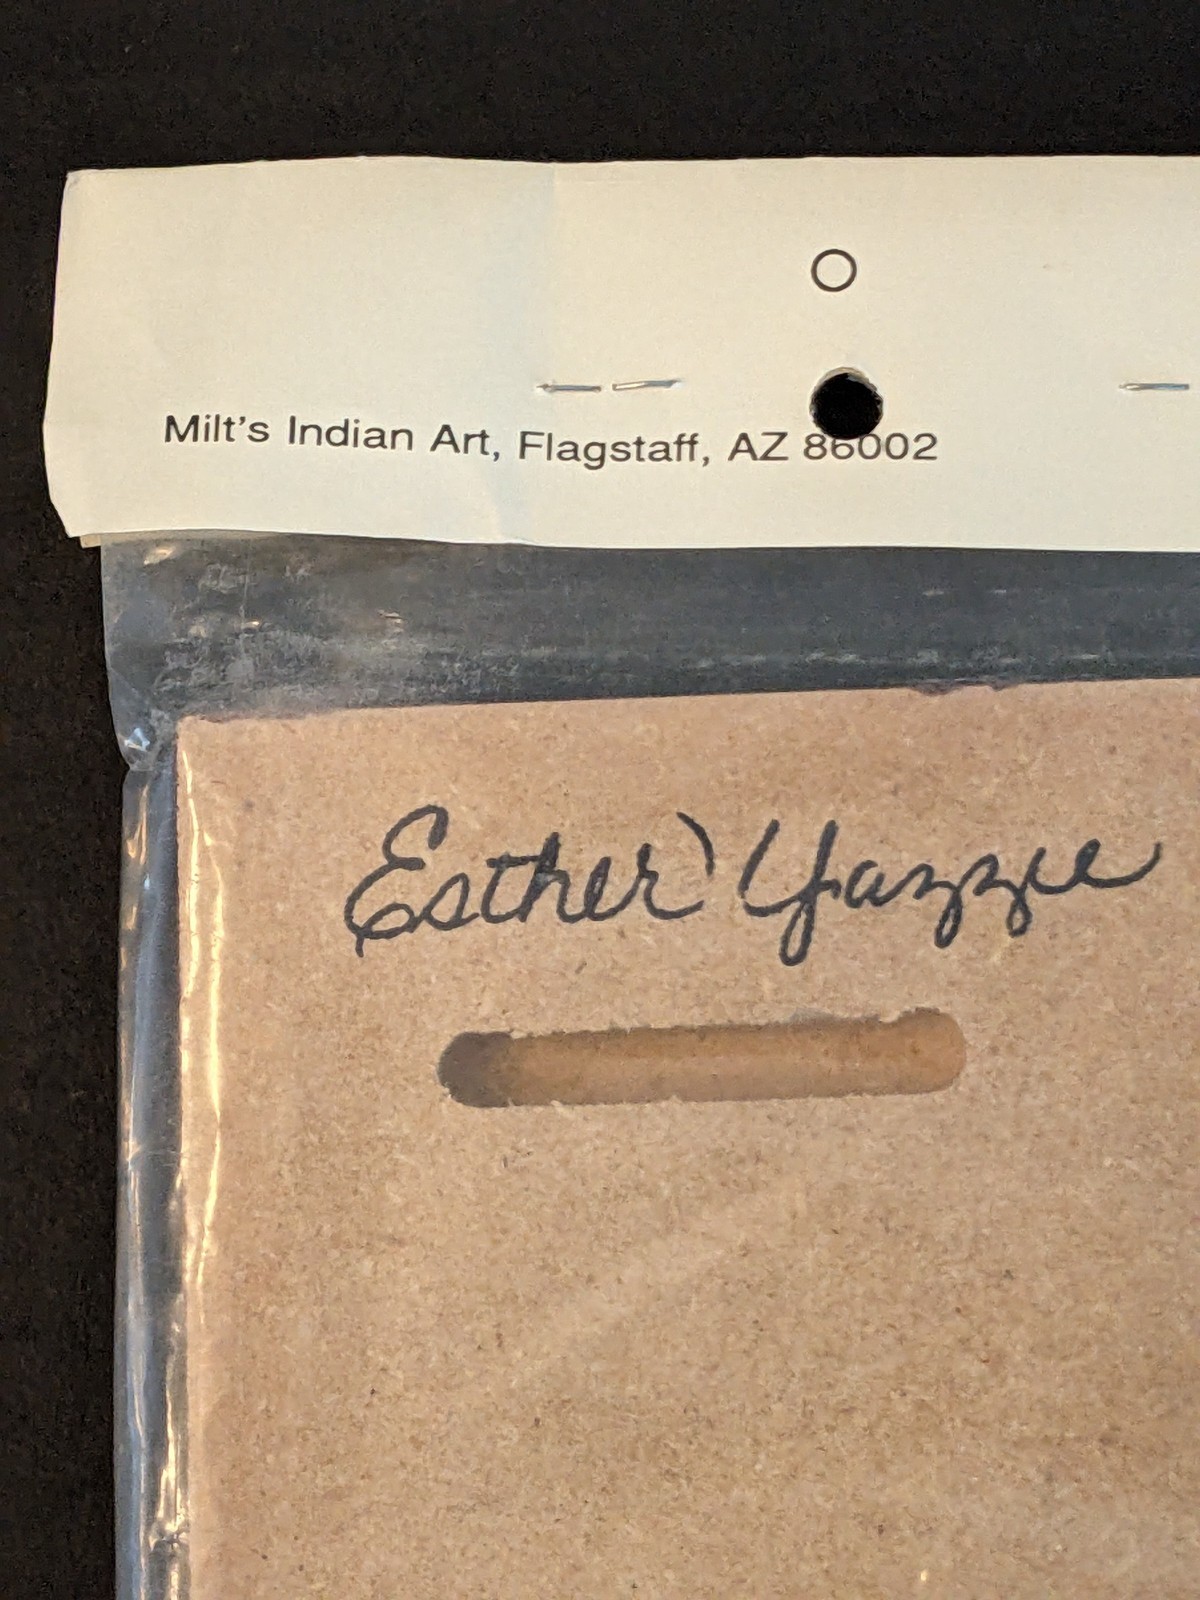 Milt's Indian Art, Flagstaff, AZ 86002
Esther Yazzie